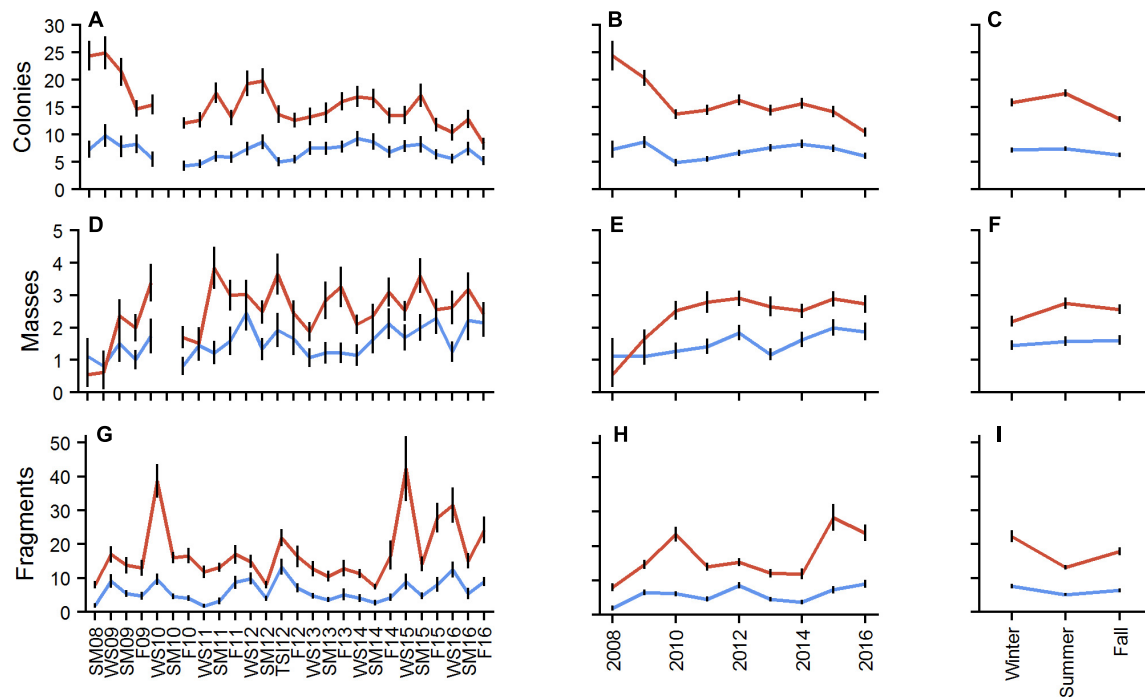 A
B
C
Colonies
30
25
20
15
10
5
0
D
E
F
Masses
5
4
3
2
1
0
G
H
I
Fragments
50
40
30
20
10
0
SM08
WS09
SM09
F09
WS10
SM10
F10
WS11
SM11
F11
WS12
SM12
TSI12
F12
WS13
SM13
F13
WS14
SM14
F14
WS15
SM15
F15
WS16
SM16
F16
2008
2010
2012
2014
2016
Winter
Summer
Fall